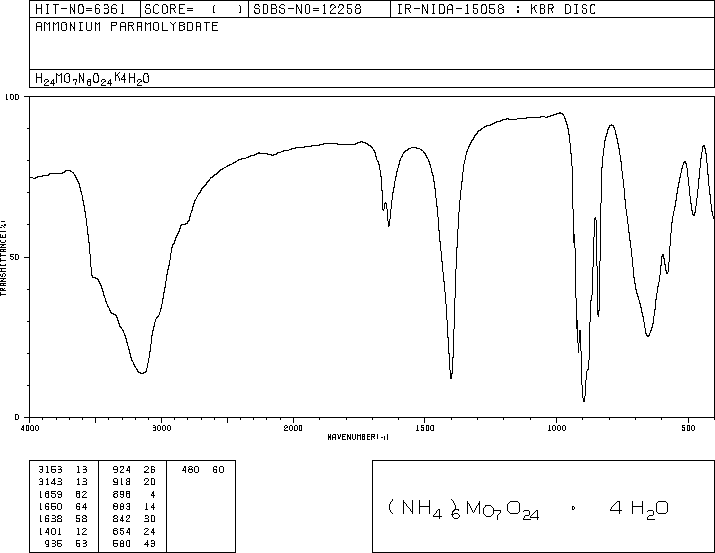 HIT-NO=6361 SCORE= ( ) SDBS-NO=12258 IR-NIDA-15058 : KBR DISC
AMMONIUM PARAMOLYBDATE
H24MO7N6O24K4H2O
100
50
0
TRANSMITTANCE(%)
4000 3000 2000 1500 1000 500
WAVENUMBER(-1)
3163 13 924 26 480 60
3143 13 918 20
1659 62 898 4
1650 64 883 14
1638 58 842 30
1401 12 654 24
935 53 580 43
(NH4)6MO7O24 · 4H2O